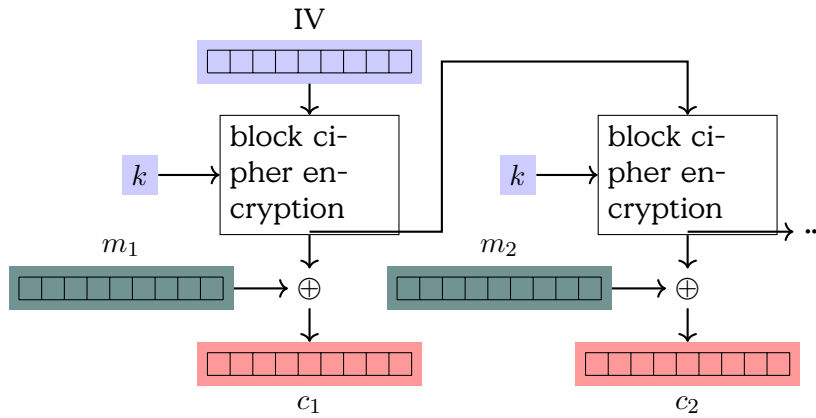 IV
block ci-
pher en-
cryption
k
block ci-
pher en-
cryption
k
m₁
⊕
m₂
⊕
..
c₁
c₂